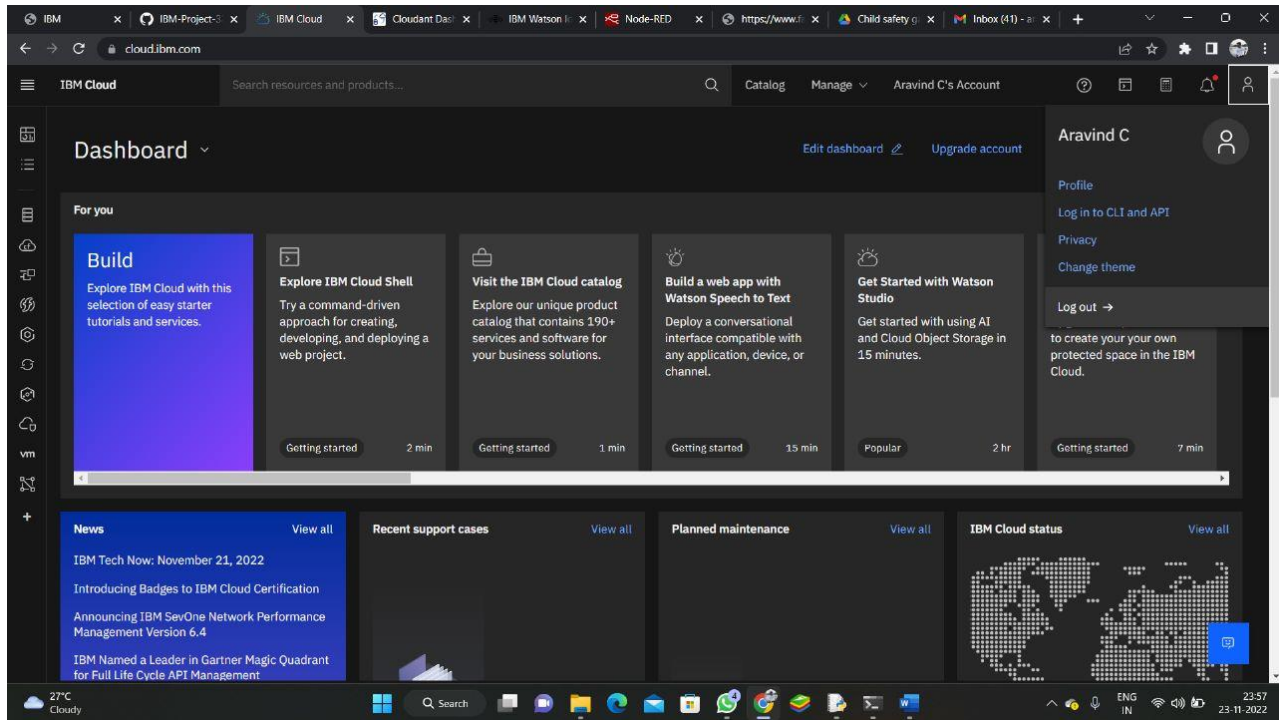 IBM
IBM-Project-3
IBM Cloud
Cloudant Das
IBM Watson Io
Node-RED
https://www.f
Child safety g
Inbox (41) - ar
cloud.ibm.com
IBM Cloud
Search resources and products...
Catalog
Manage
Aravind C's Account
Dashboard
Edit dashboard
Upgrade account
Aravind C
Profile
Log in to CLI and API
Privacy
Change theme
Log out →
For you
Build
Explore IBM Cloud with this
selection of easy starter
tutorials and services.
Explore IBM Cloud Shell
Try a command-driven
approach for creating,
developing, and deploying a
web project.
Getting started
2 min
Visit the IBM Cloud catalog
Explore our unique product
catalog that contains 190+
services and software for
your business solutions.
Getting started
1 min
Build a web app with
Watson Speech to Text
Deploy a conversational
interface compatible with
any application, device, or
channel.
Getting started
15 min
Get Started with Watson
Studio
Get started with using AI
and Cloud Object Storage in
15 minutes.
Popular
2 hr
to create your your own
protected space in the IBM
Cloud.
Getting started
7 min
vm
News
View all
IBM Tech Now: November 21, 2022
Introducing Badges to IBM Cloud Certification
Announcing IBM SevOne Network Performance
Management Version 6.4
IBM Named a Leader in Gartner Magic Quadrant
for Full Life Cycle API Management
Recent support cases
View all
Planned maintenance
View all
IBM Cloud status
View all
27°C
Cloudy
Search
ENG
IN
23:57
23-11-2022